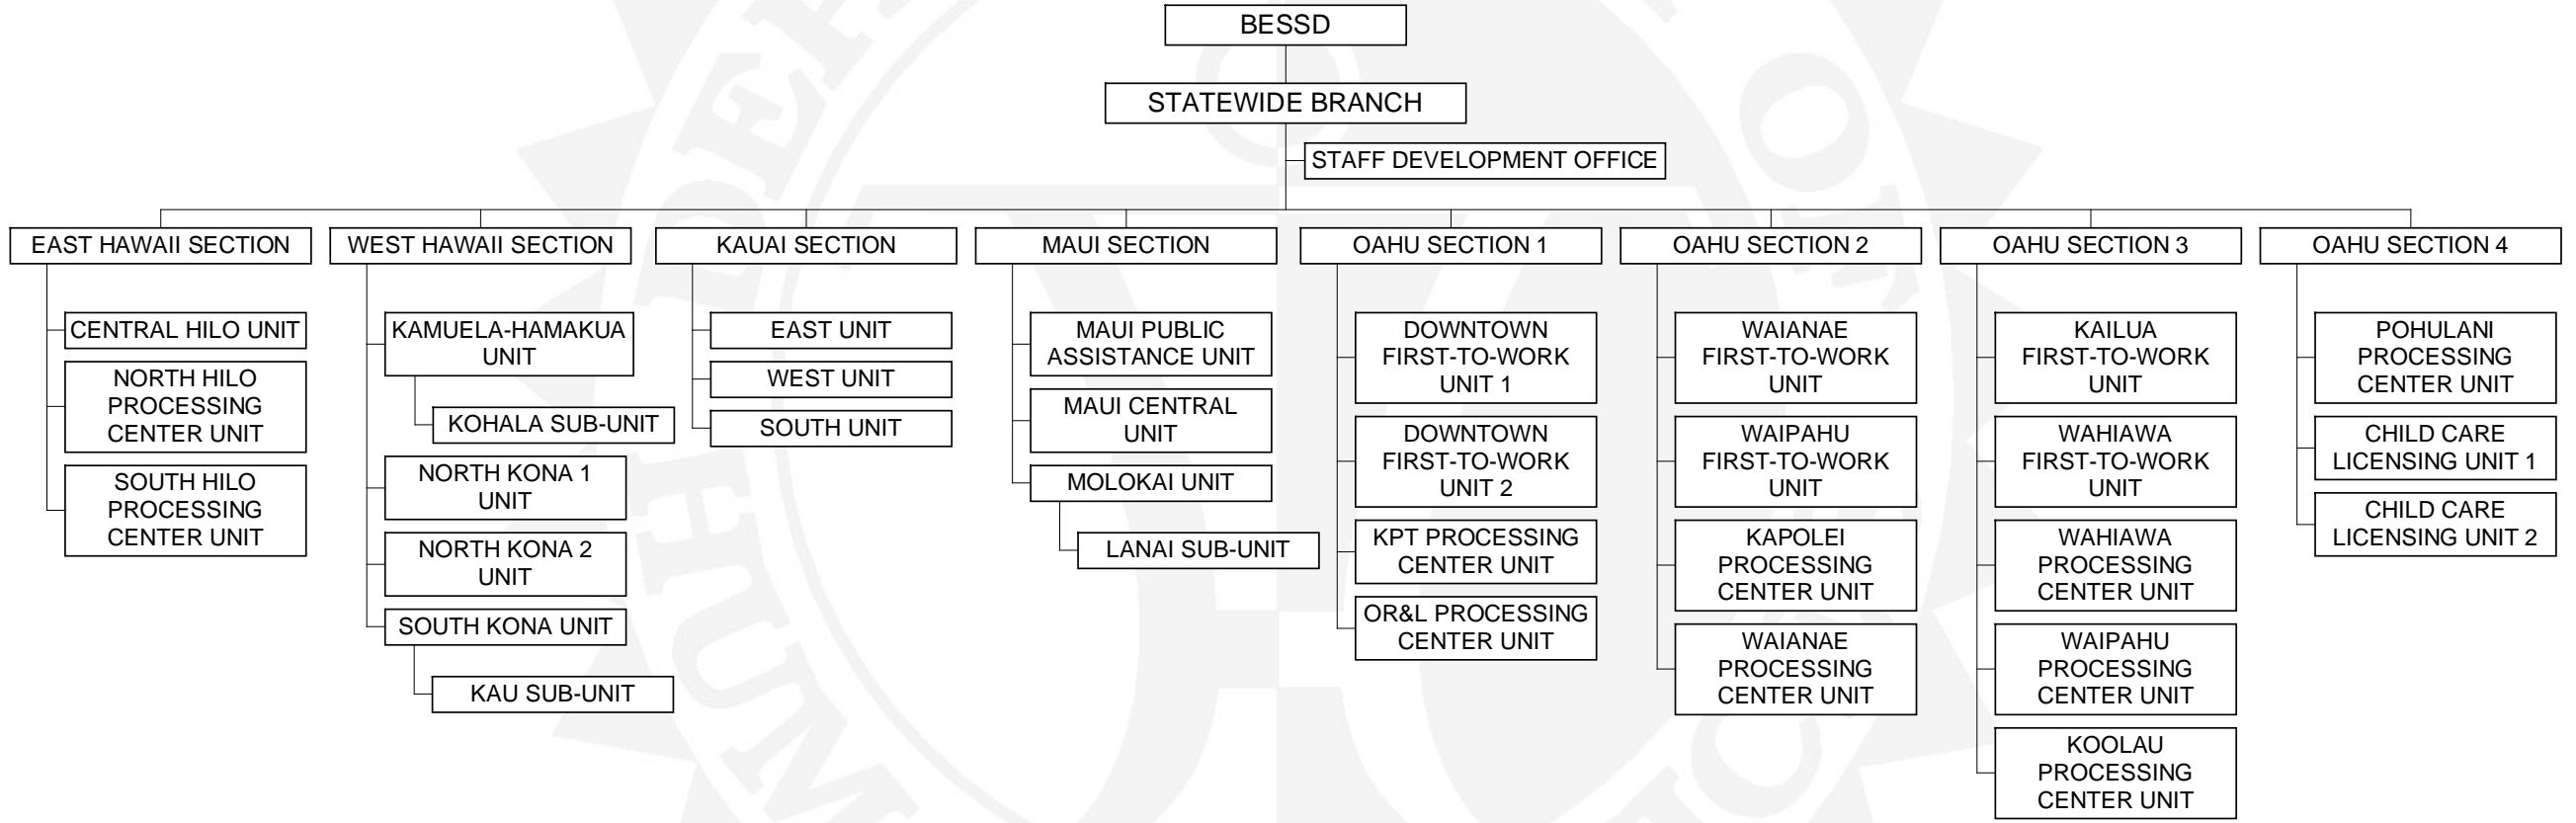 BESSD
STATEWIDE BRANCH
STAFF DEVELOPMENT OFFICE
EAST HAWAII SECTION
CENTRAL HILO UNIT
NORTH HILO
PROCESSING
CENTER UNIT
SOUTH HILO
PROCESSING
CENTER UNIT
WEST HAWAII SECTION
KAMUELA-HAMAKUA
UNIT
KOHALA SUB-UNIT
NORTH KONA 1
UNIT
NORTH KONA 2
UNIT
SOUTH KONA UNIT
KAU SUB-UNIT
KAUAI SECTION
EAST UNIT
WEST UNIT
SOUTH UNIT
MAUI SECTION
MAUI PUBLIC
ASSISTANCE UNIT
MAUI CENTRAL
UNIT
MOLOKAI UNIT
LANAI SUB-UNIT
OAHU SECTION 1
DOWNTOWN
FIRST-TO-WORK
UNIT 1
DOWNTOWN
FIRST-TO-WORK
UNIT 2
KPT PROCESSING
CENTER UNIT
OR&L PROCESSING
CENTER UNIT
OAHU SECTION 2
WAIANAE
FIRST-TO-WORK
UNIT
WAIPAHU
FIRST-TO-WORK
UNIT
KAPOLEI
PROCESSING
CENTER UNIT
WAIANAE
PROCESSING
CENTER UNIT
OAHU SECTION 3
KAILUA
FIRST-TO-WORK
UNIT
WAHIAWA
FIRST-TO-WORK
UNIT
WAHIAWA
PROCESSING
CENTER UNIT
WAIPAHU
PROCESSING
CENTER UNIT
KOOLAU
PROCESSING
CENTER UNIT
OAHU SECTION 4
POHULANI
PROCESSING
CENTER UNIT
CHILD CARE
LICENSING UNIT 1
CHILD CARE
LICENSING UNIT 2